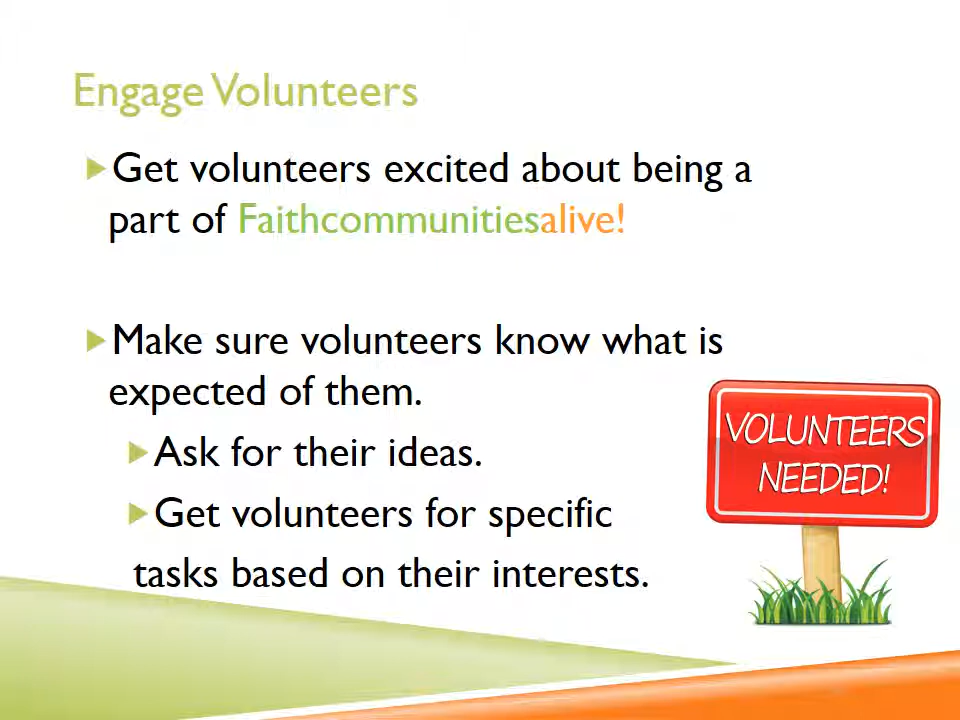 Engage Volunteers
Get volunteers excited about being a
part of Faithcommunitiesalive!
Make sure volunteers know what is
expected of them.
Ask for their ideas.
Get volunteers for specific
tasks based on their interests.
VOLUNTEERS
NEEDED!